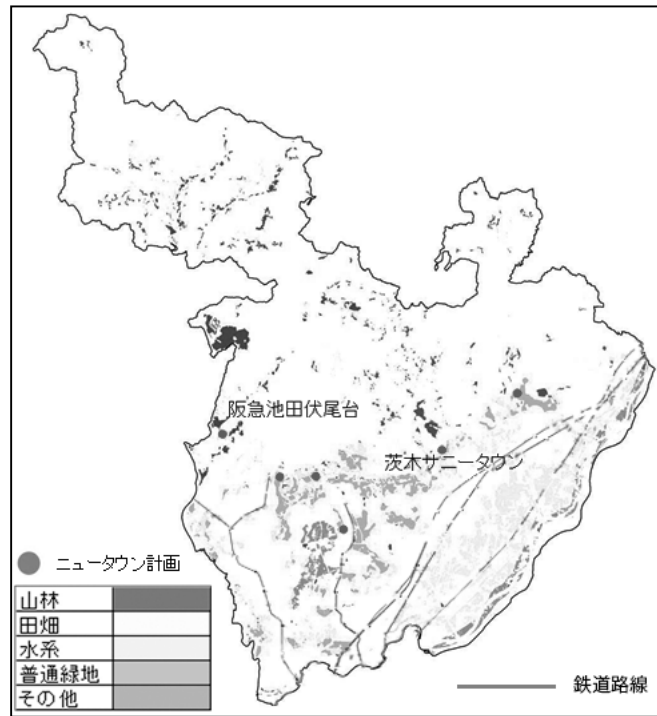 阪急池田伏尾台
茨木サニータウン
ニュータウン計画
山林
田畑
水系
普通緑地
その他
鉄道路線